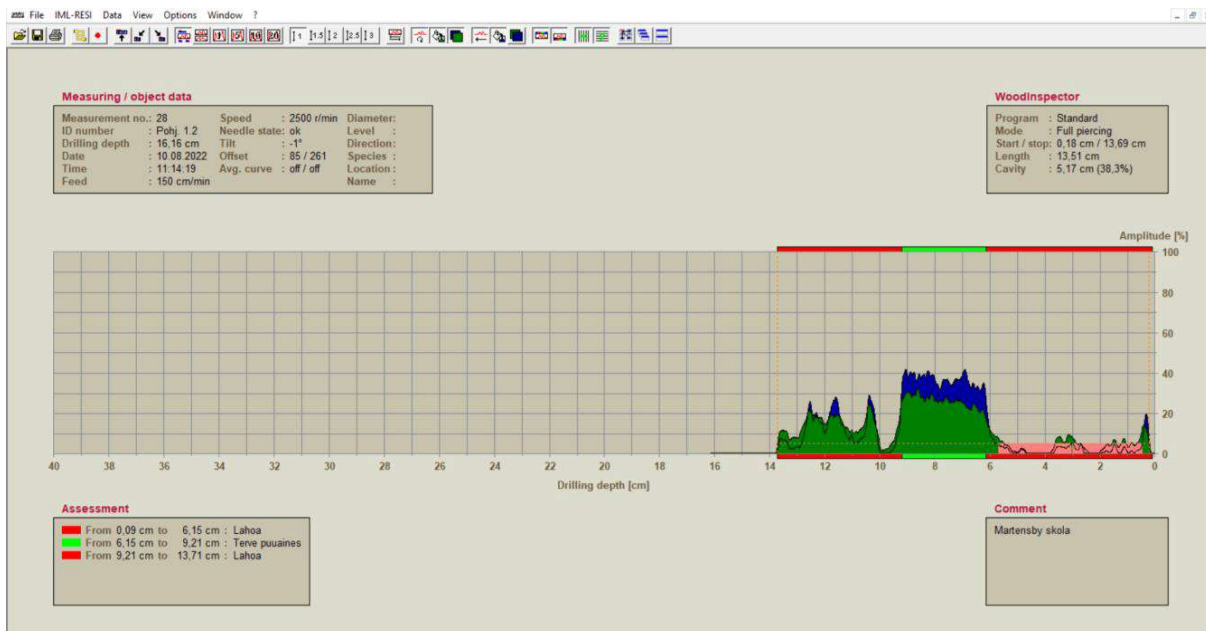 File IML-RESI Data View Options Window ?
1 1.5 2 2.5 3
Measuring / object data
Measurement no.: 28 Speed : 2500 r/min Diameter:
ID number : Pohj. 1.2 Needle state: ok Level :
Drilling depth : 16,16 cm Tilt : -1° Direction:
Date : 10.08.2022 Offset : 85 / 261 Species :
Time : 11:14:19 Avg. curve : off / off Location :
Feed : 150 cm/min Name :
WoodInspector
Program : Standard
Mode : Full piercing
Start / stop: 0,18 cm / 13,69 cm
Length : 13,51 cm
Cavity : 5,17 cm (38,3%)
Amplitude [%]
100
80
60
40
20
0
40 38 36 34 32 30 28 26 24 22 20 18 16 14 12 10 8 6 4 2 0
Drilling depth [cm]
Assessment
From 0,09 cm to 6,15 cm : Lahoa
From 6,15 cm to 9,21 cm : Terve puuaines
From 9,21 cm to 13,71 cm : Lahoa
Comment
Martensby skola